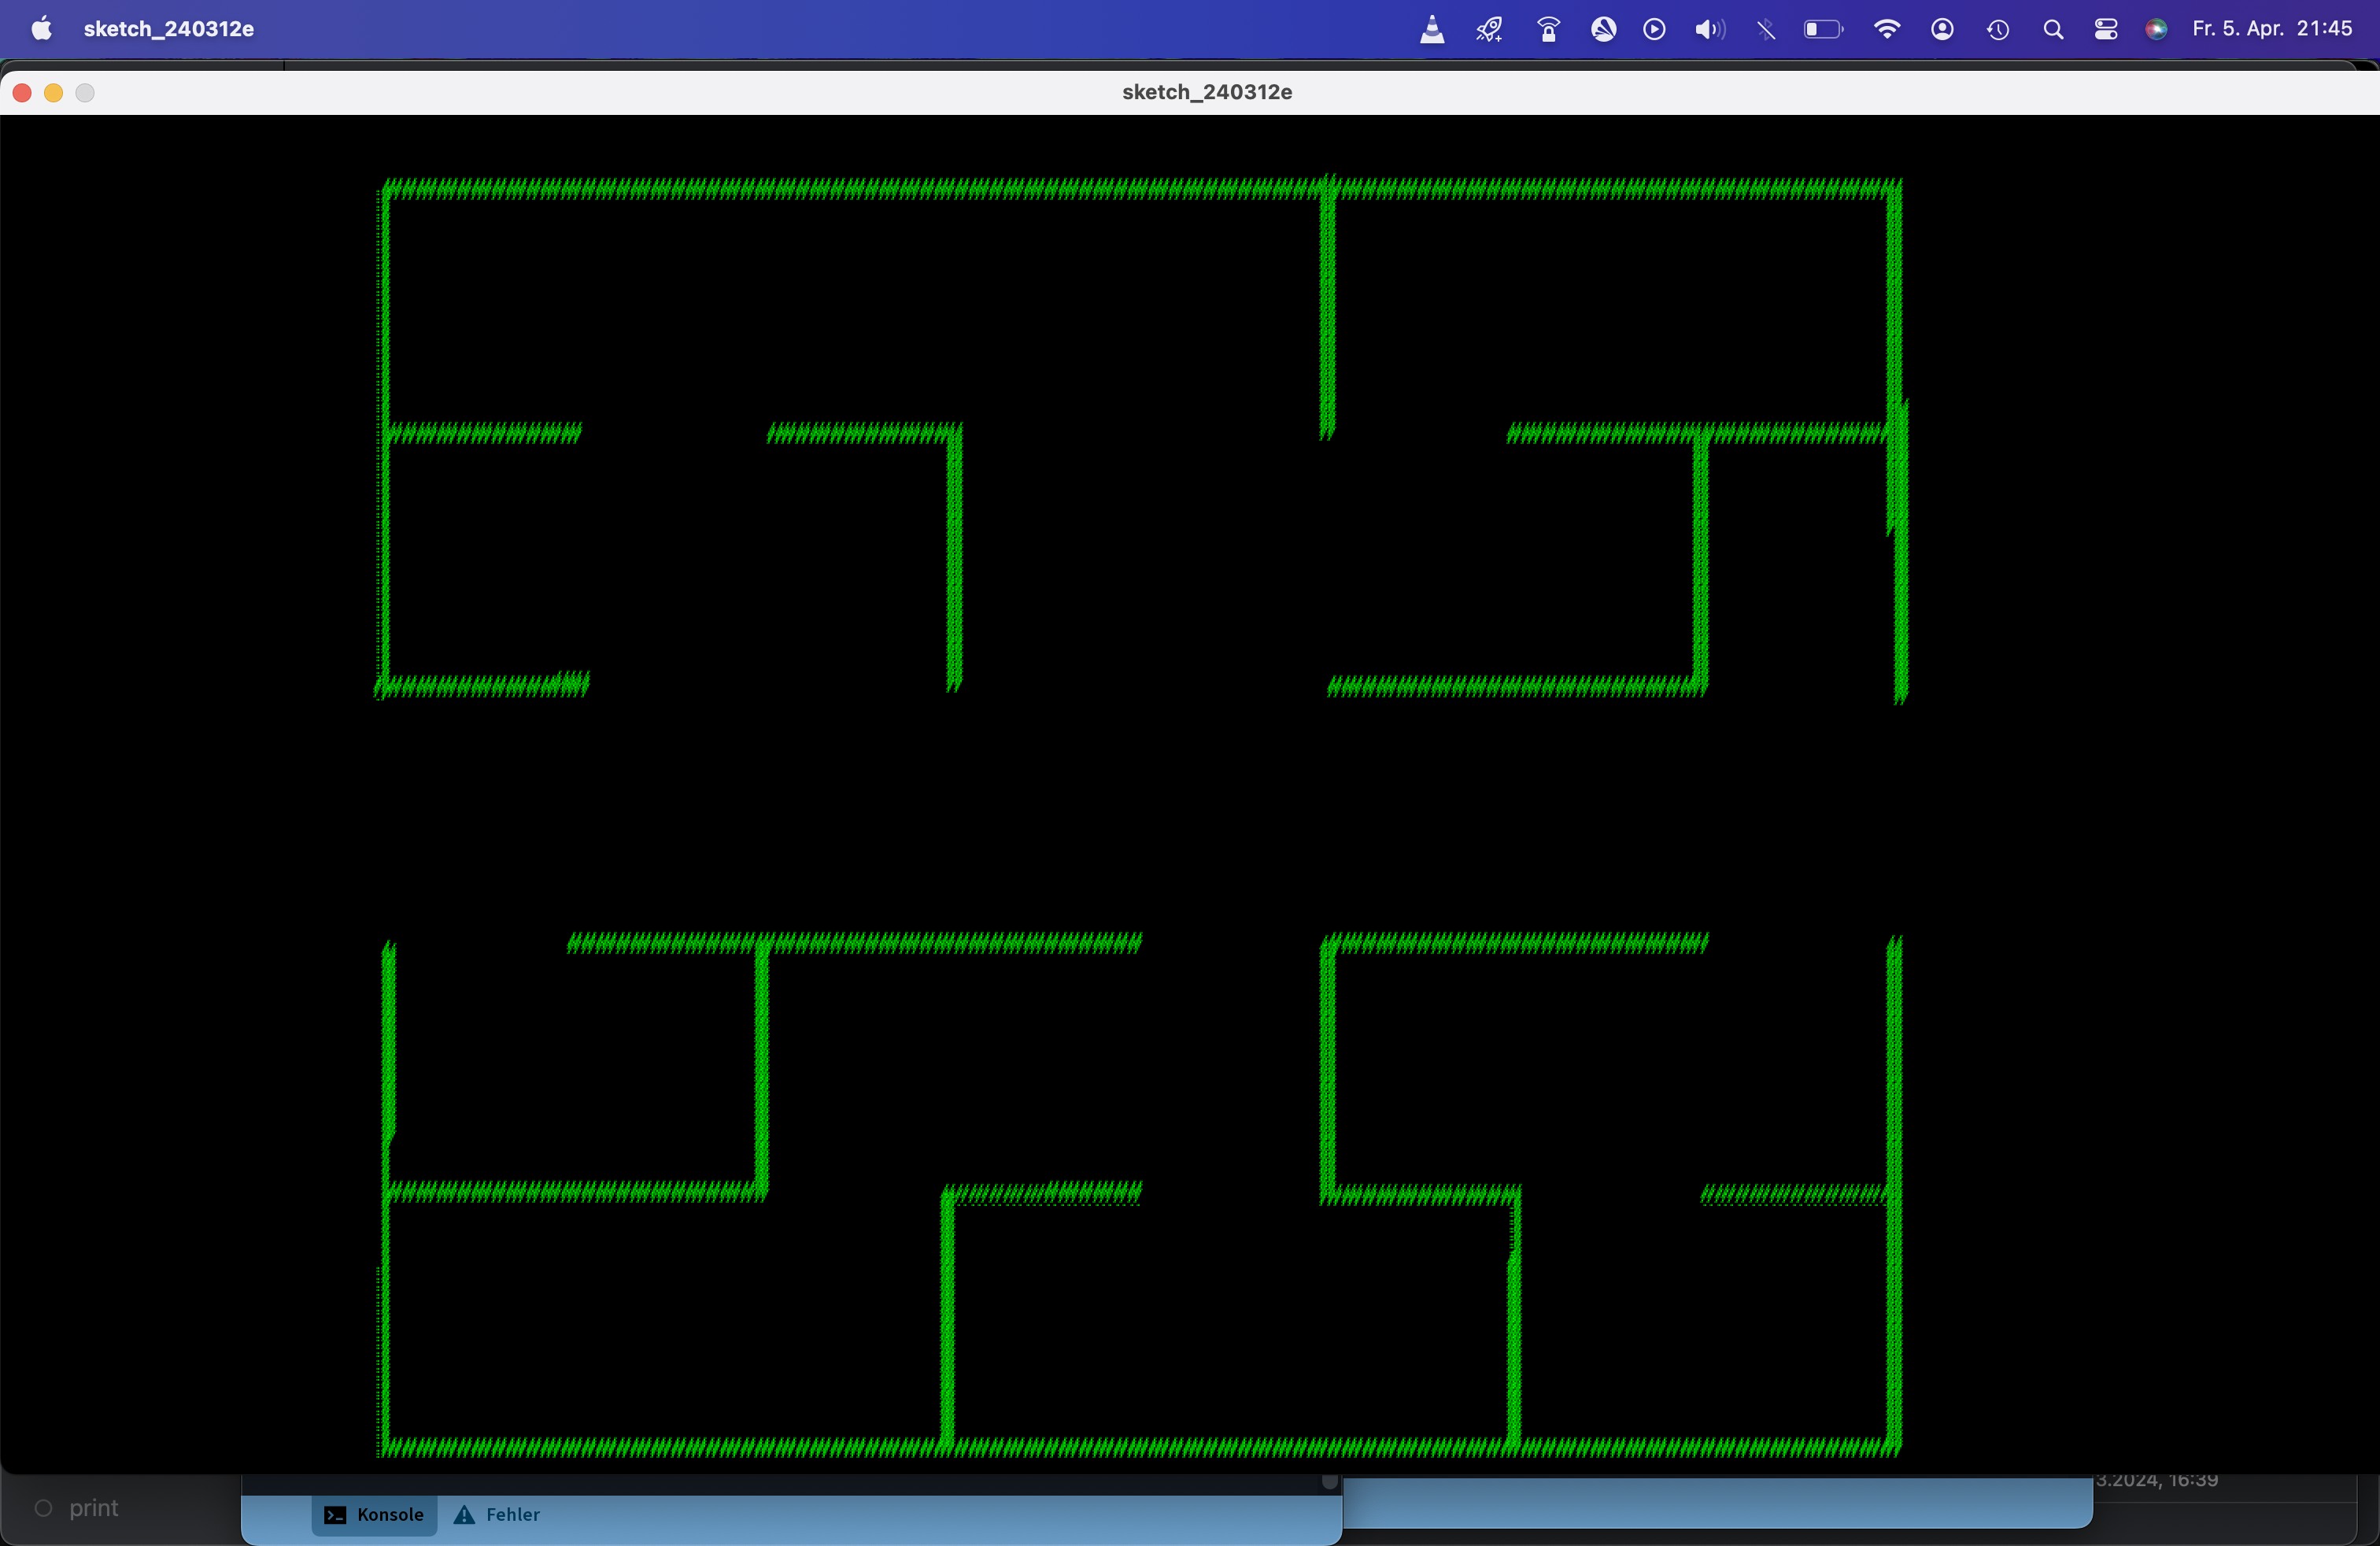 sketch_240312e
Fr. 5. Apr. 21:45
sketch_240312e
3.2024, 16:39
print
Konsole
Fehler